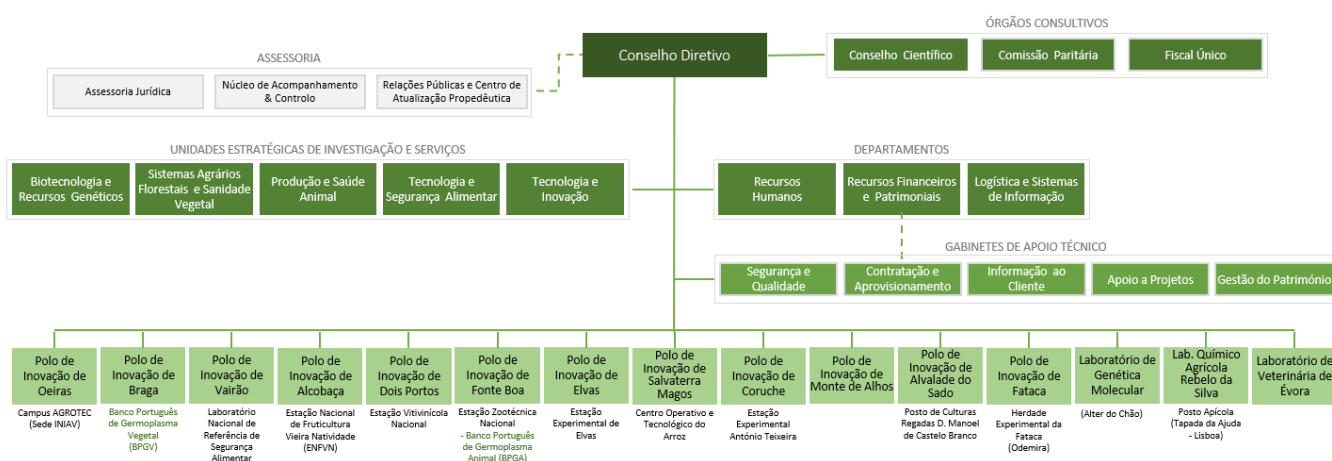 ÓRGÃOS CONSULTIVOS
Conselho Diretivo
Conselho Científico
Comissão Paritária
Fiscal Único
ASSESSORIA
Assessoria Jurídica
Núcleo de Acompanhamento
& Controlo
Relações Públicas e Centro de
Atualização Propedêutica
UNIDADES ESTRATÉGICAS DE INVESTIGAÇÃO E SERVIÇOS
Biotecnologia e
Recursos Genéticos
Sistemas Agrários
Florestais e Sanidade
Vegetal
Produção e Saúde
Animal
Tecnologia e
Segurança Alimentar
Tecnologia e
Inovação
DEPARTAMENTOS
Recursos
Humanos
Recursos Financeiros
e Patrimoniais
Logística e Sistemas
de Informação
GABINETES DE APOIO TÉCNICO
Segurança e
Qualidade
Contratação e
Aprovisionamento
Informação ao
Cliente
Apoio a Projetos
Gestão do Património
Polo de
Inovação de
Oeiras
Campus AGROTEC
(Sede INIAV)
Polo de
Inovação de
Braga
Banco Português
de Germoplasma
Vegetal
(BPGV)
Polo de
Inovação de
Vairão
Laboratório
Nacional de
Referência de
Segurança
Alimentar
Polo de
Inovação de
Alcobaça
Estação Nacional
de Fruticultura
Vieira Natividade
(ENFVN)
Polo de
Inovação de
Dois Portos
Estação Vitivinícola
Nacional
Polo de
Inovação de
Fonte Boa
Estação Zootécnica
Nacional
- Banco Português
de Germoplasma
Animal (BPGA)
Polo de
Inovação de
Elvas
Estação
Experimental de
Elvas
Polo de
Inovação de
Salvaterra
Magos
Centro Operativo e
Tecnológico do
Arroz
Polo de
Inovação de
Coruche
Estação
Experimental
António Teixeira
Polo de
Inovação de
Monte de Alhos
Polo de
Inovação de
Alvalade do
Sado
Posto de Culturas
Regadas D. Manoel
de Castelo Branco
Polo de
Inovação de
Fataca
Herdade
Experimental da
Fataca
(Odemira)
Laboratório de
Genética
Molecular
(Alter do Chão)
Lab. Químico
Agrícola
Rebelo da
Silva
Posto Apícola
(Tapada da Ajuda
- Lisboa)
Laboratório de
Veterinária de
Évora